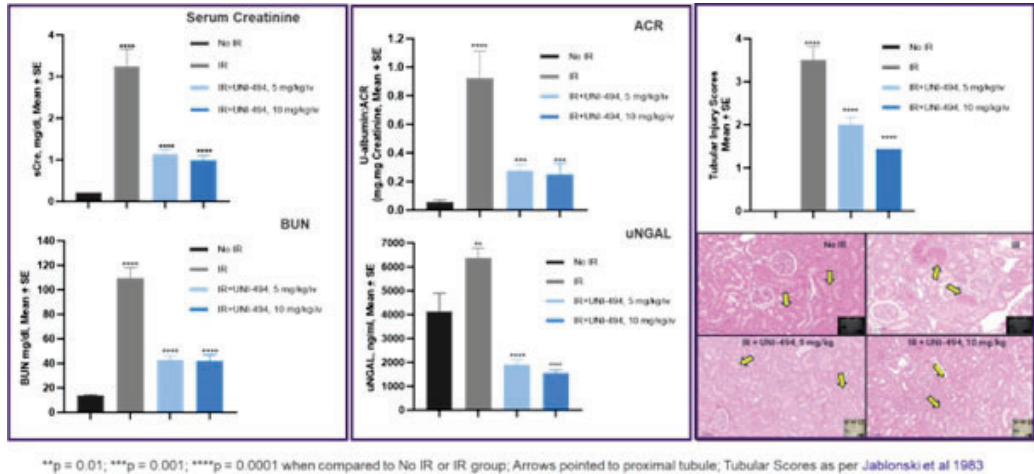 Serum Creatinine
sCre, mg/dl, Mean ± SE
4
3
2
1
0
****
****
****
No IR
IR
IR+UNI-494, 5 mg/kg/iv
IR+UNI-494, 10 mg/kg/iv
BUN
BUN mg/dl, Mean ± SE
140
120
100
80
60
40
20
0
****
****
****
No IR
IR
IR+UNI-494, 5 mg/kg/iv
IR+UNI-494, 10 mg/kg/iv
ACR
U-albumin:ACR
(mg.mg Creatinine, Mean + SE)
1.2
1.0
0.8
0.6
0.4
0.2
0.0
****
***
***
No IR
IR
IR+UNI-494, 5 mg/kg/iv
IR+UNI-494, 10 mg/kg/iv
uNGAL
uNGAL, ng/ml, Mean ± SE
7000
6000
5000
4000
3000
2000
1000
0
**
****
****
No IR
IR
IR+UNI-494, 5 mg/kg/iv
IR+UNI-494, 10 mg/kg/iv
Tubular Injury Scores
Mean ± SE
4
3
2
1
0
****
****
****
No IR
IR
IR+UNI-494, 5 mg/kg/iv
IR+UNI-494, 10 mg/kg/iv
No IR
IR
IR + UNI-494, 5 mg/kg
IR + UNI-494, 10 mg/kg
**p = 0.01; ***p = 0.001; ****p = 0.0001 when compared to No IR or IR group; Arrows pointed to proximal tubule; Tubular Scores as per Jablonski et al 1983